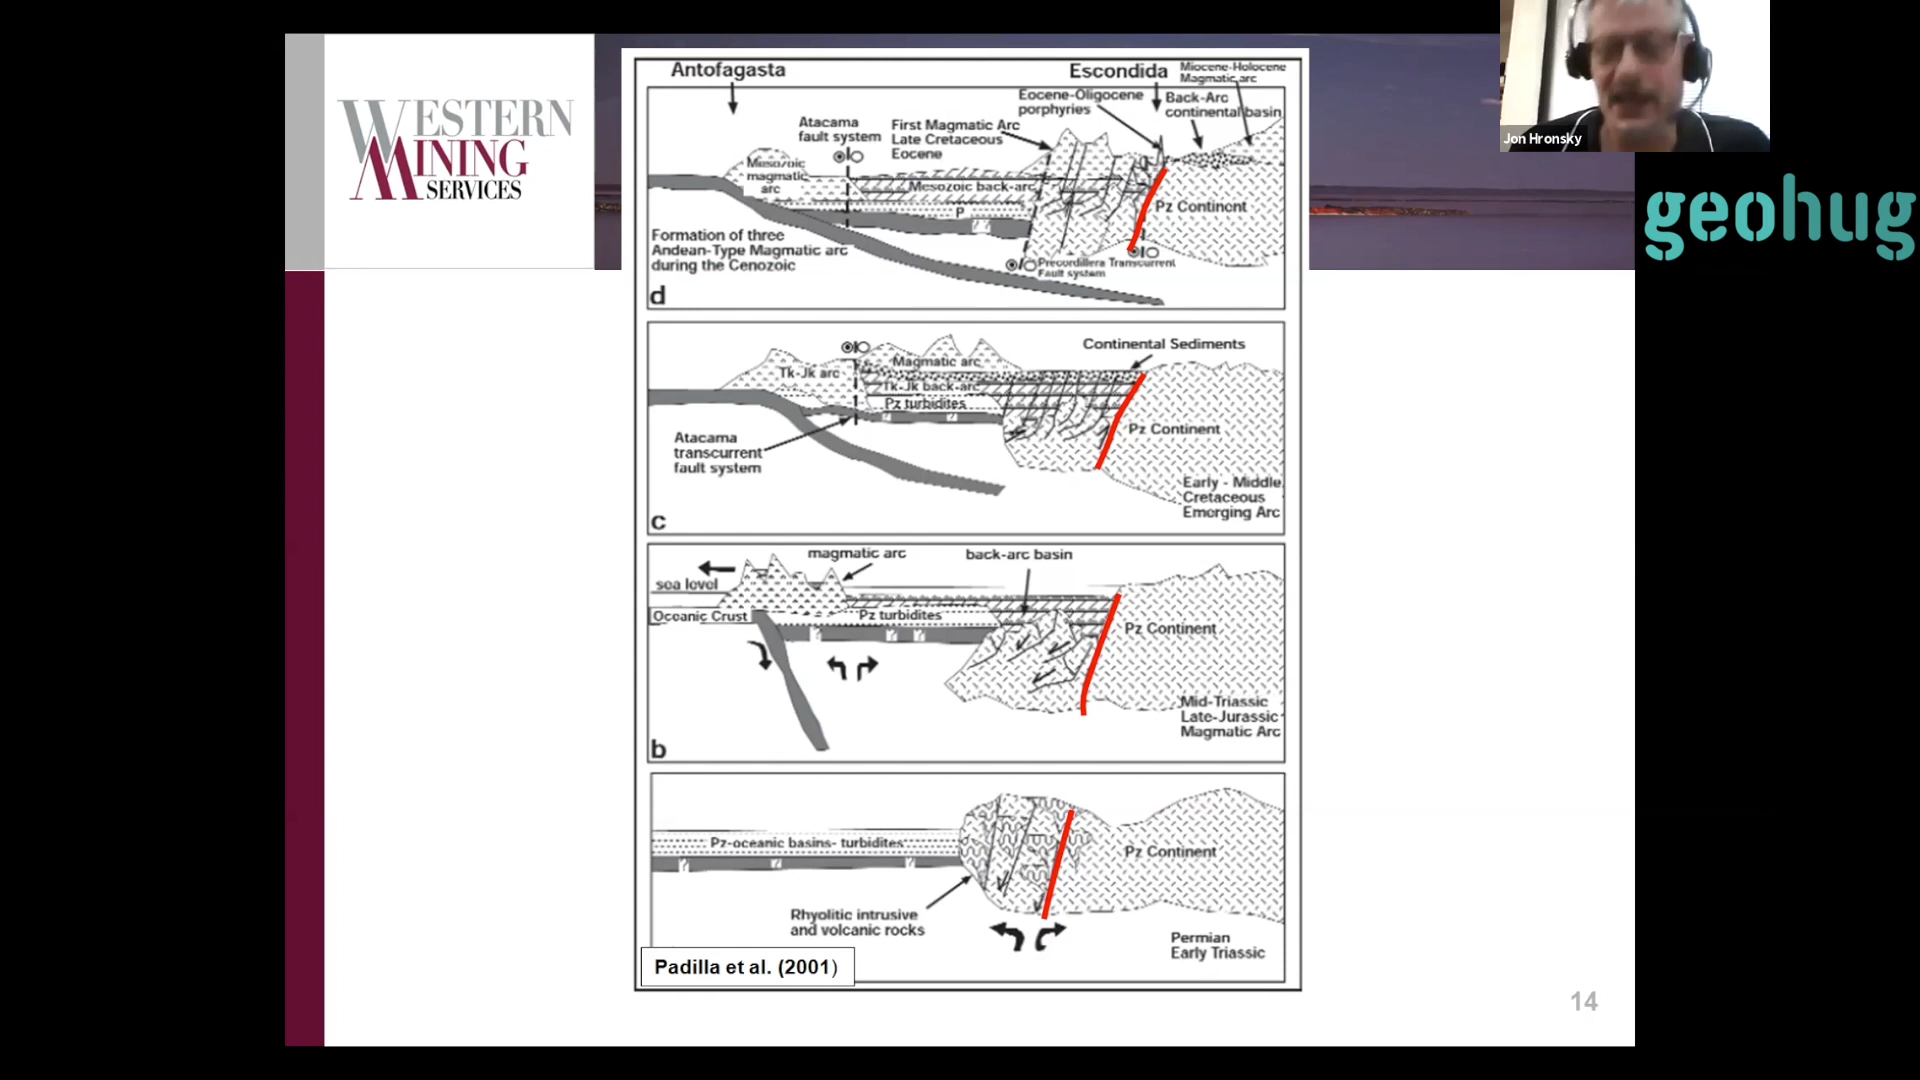 WESTERN
MINING
SERVICES
Jon Hronsky
geohug
Antofagasta
Escondida
Miocene-Holocene
Magmatic arc
Eocene-Oligocene
porphyries
Back-Arc
continental basin
Atacama
fault system
First Magmatic Arc
Late Cretaceous
Eocene
Mesozoic
magmatic
arc
Mesozoic back-arc
P
Pz Continent
Formation of three
Andean-Type Magmatic arc
during the Cenozoic
Precordillera Transcurrent
Fault system
d
Continental Sediments
Magmatic arc
Tk-Jk arc
Tk-Jk back-arc
Pz turbidites
? ?
Pz Continent
Atacama
transcurrent
fault system
Early - Middle
Cretaceous
Emerging Arc
c
magmatic arc
back-arc basin
sea level
Oceanic Crust
Pz turbidites
? ? ?
Pz Continent
Mid-Triassic
Late-Jurassic
Magmatic Arc
b
Pz-oceanic basins- turbidites
? ? ?
Pz Continent
Rhyolitic intrusive
and volcanic rocks
Permian
Early Triassic
Padilla et al. (2001)
14